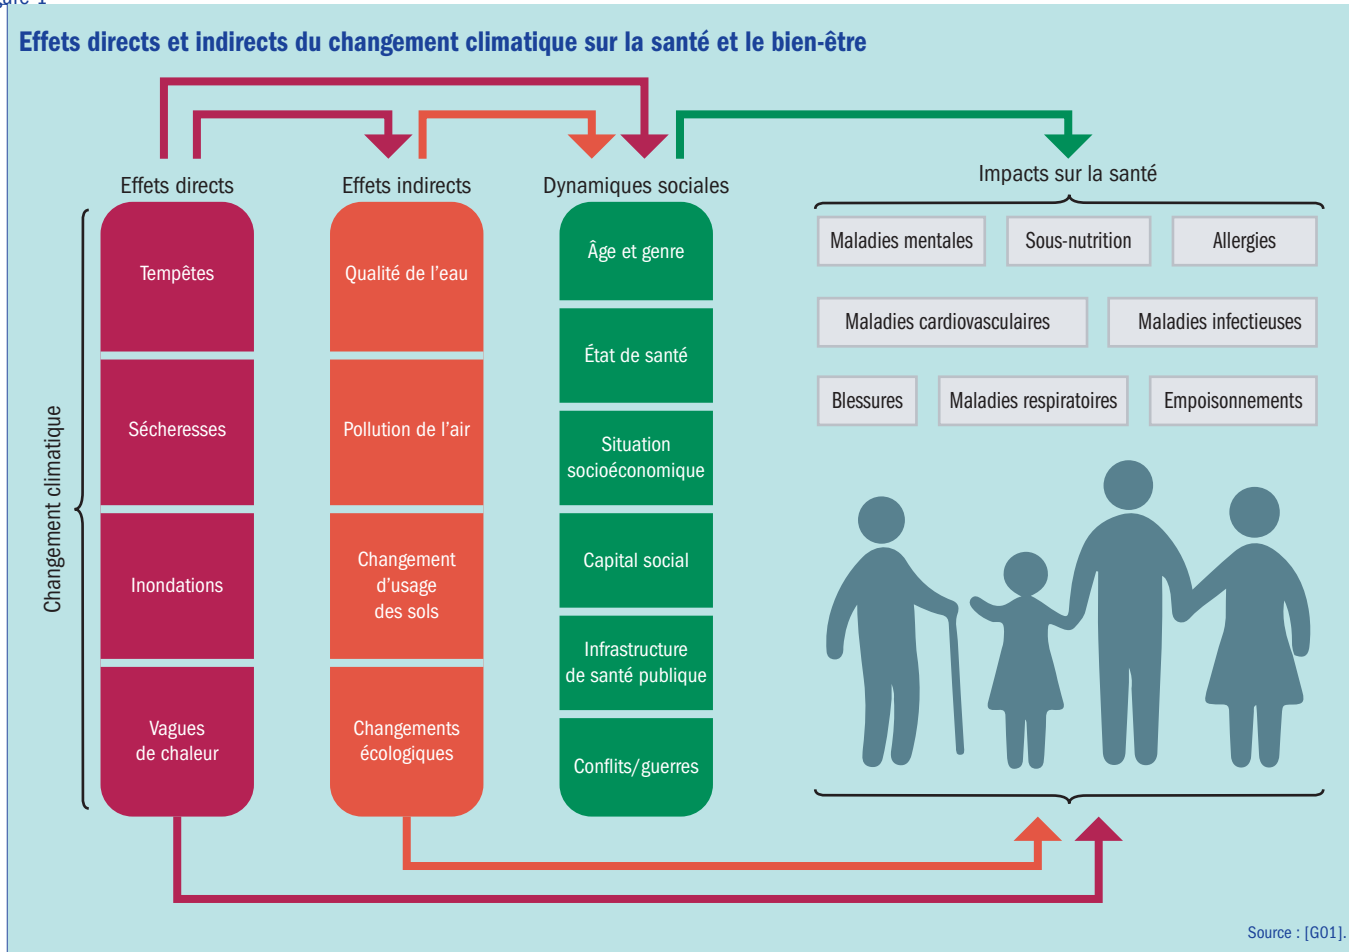 Effets directs et indirects du changement climatique sur la santé et le bien-être
Effets directs
Effets indirects
Dynamiques sociales
Impacts sur la santé
Changement climatique
Tempêtes
Sécheresses
Inondations
Vagues
de chaleur
Qualité de l'eau
Pollution de l'air
Changement
d'usage
des sols
Changements
écologiques
Âge et genre
État de santé
Situation
socioéconomique
Capital social
Infrastructure
de santé publique
Conflits/guerres
Maladies mentales
Sous-nutrition
Allergies
Maladies cardiovasculaires
Maladies infectieuses
Blessures
Maladies respiratoires
Empoisonnements
Source : [G01].